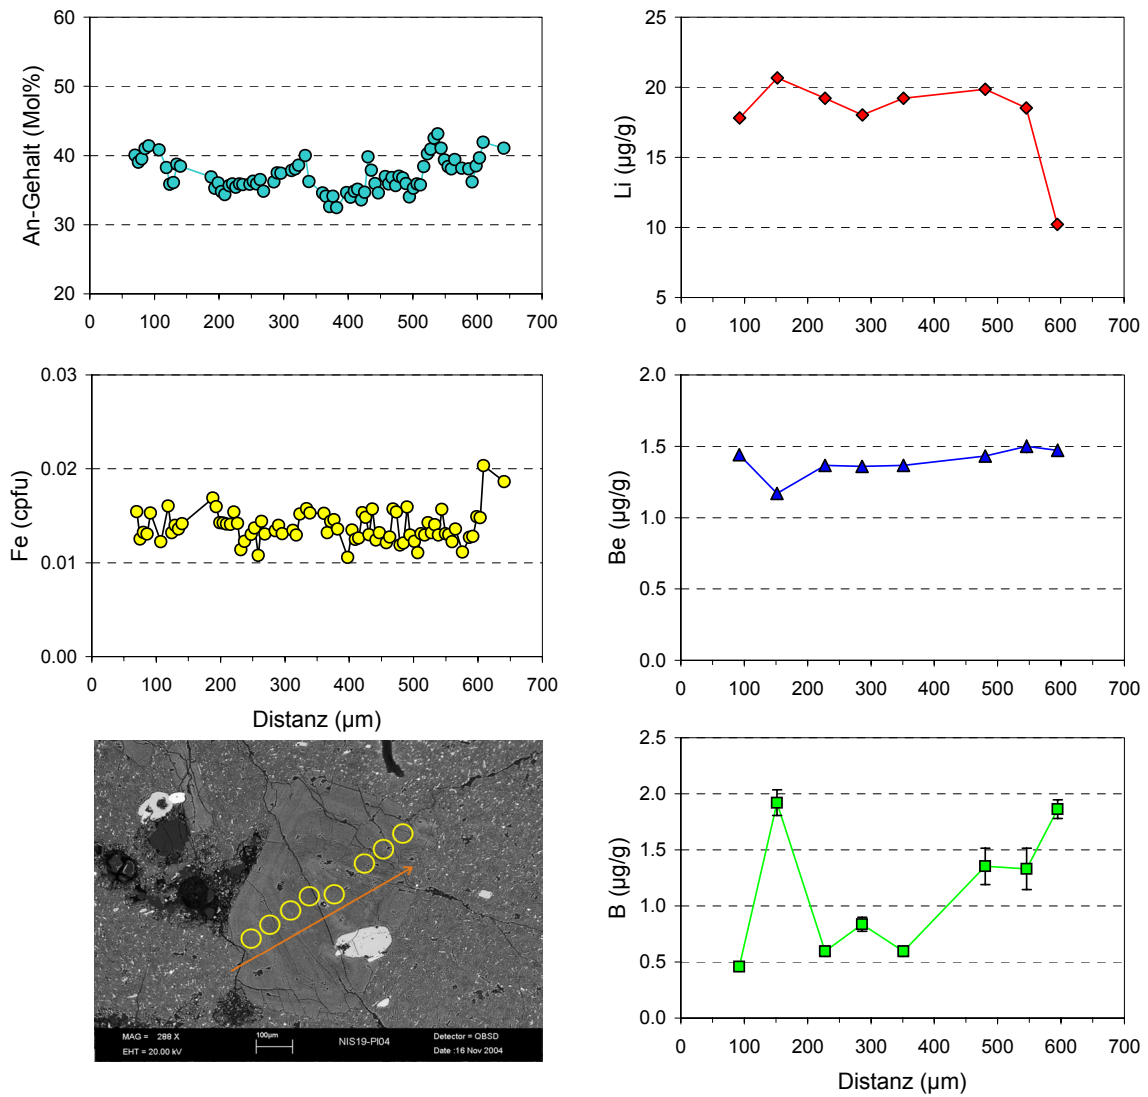 60
50
40
30
20
An-Gehalt (Mol%)
0 100 200 300 400 500 600 700
25
20
15
10
5
Li (µg/g)
0 100 200 300 400 500 600 700
0.03
0.02
0.01
0.00
Fe (cpfu)
0 100 200 300 400 500 600 700
Distanz (µm)
2.0
1.5
1.0
0.5
0.0
Be (µg/g)
0 100 200 300 400 500 600 700
MAG = 288 X
EHT = 20.00 kV
100µm
NIS19-Pl04
Detector = QBSD
Date :16 Nov 2004
2.5
2.0
1.5
1.0
0.5
0.0
B (µg/g)
0 100 200 300 400 500 600 700
Distanz (µm)